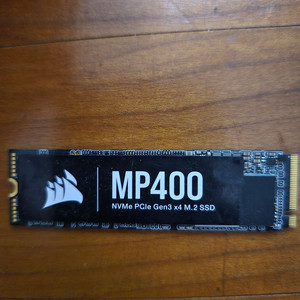 MP400
NVMe PCIe Gen3 x4 M.2 SSD